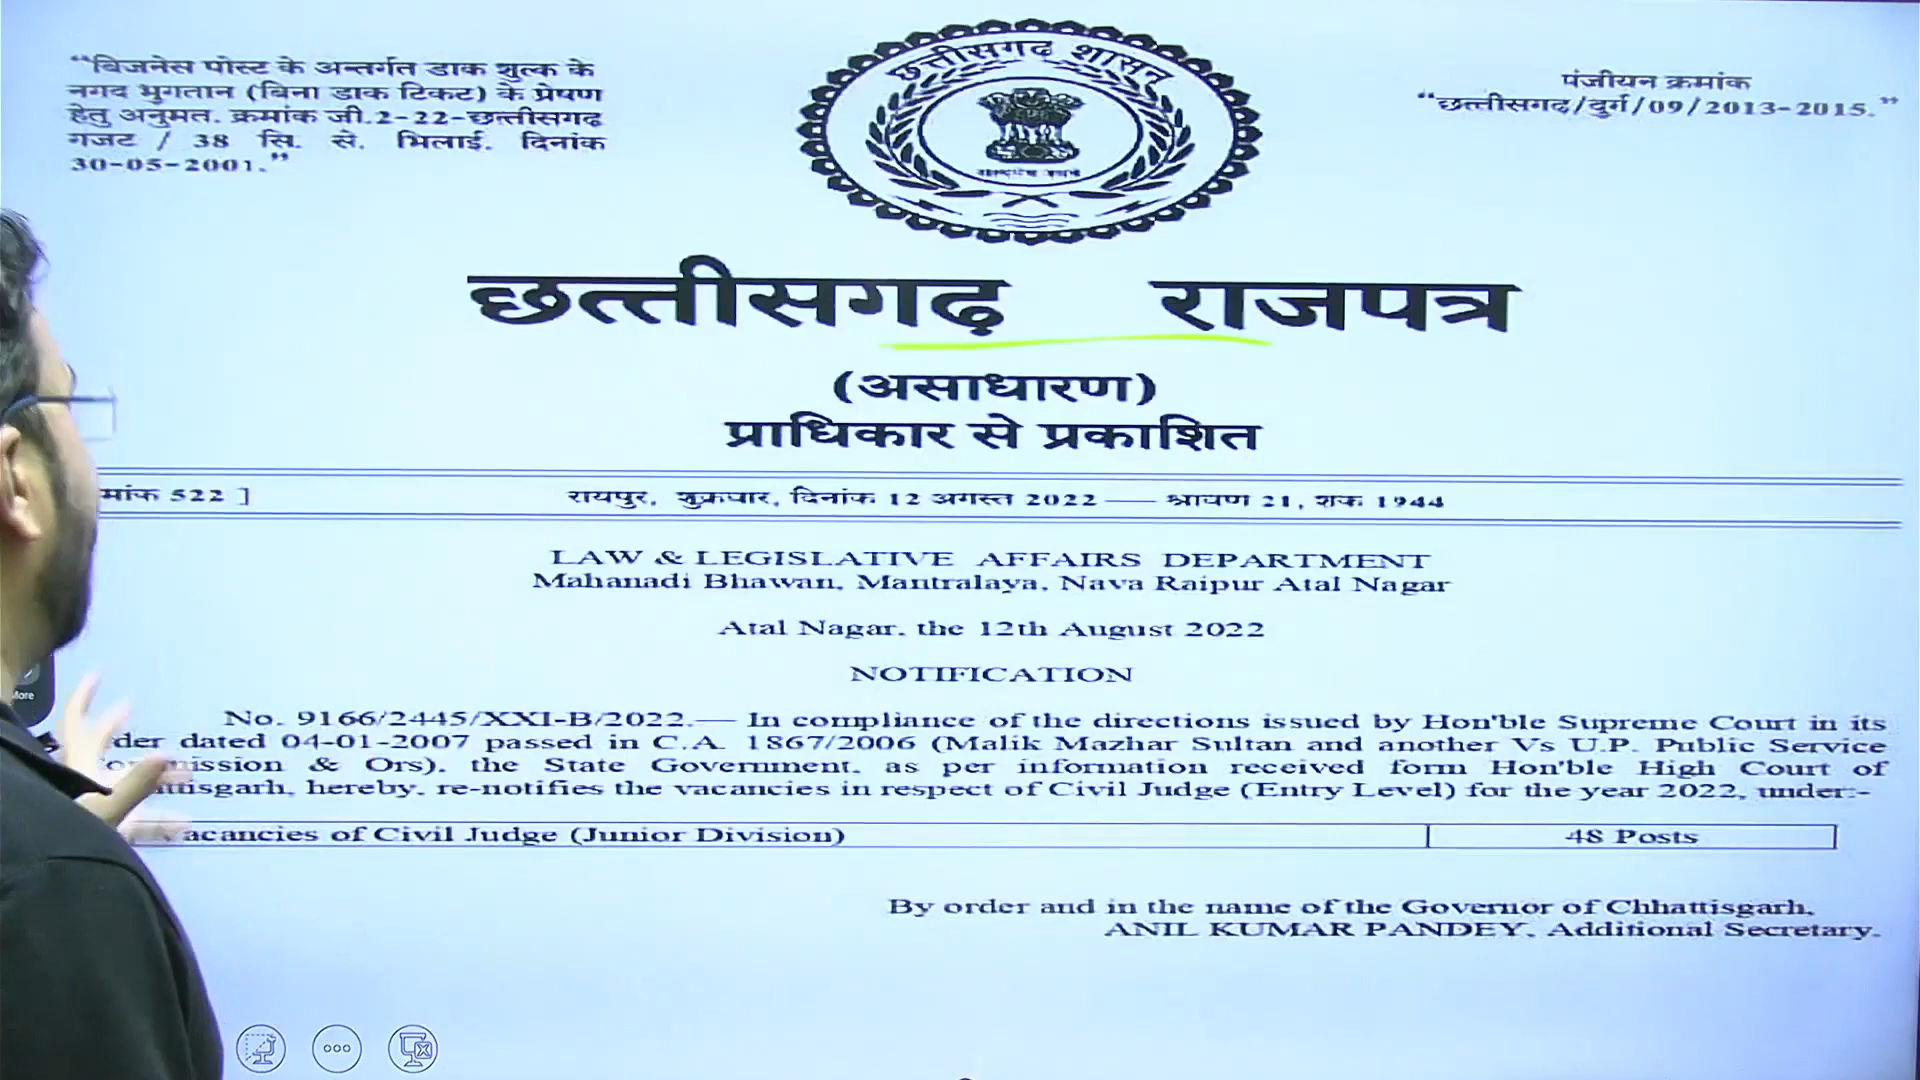 "बिजनेस पोस्ट के अन्तर्गत डाक शुल्क के
नगद भुगतान (बिना डाक टिकट) के प्रेषण
हेतु अनुमत. क्रमांक जी.2-22-छत्तीसगढ़
गजट / 38 सि. से. भिलाई. दिनांक
30-05-2001."
छत्तीसगढ़ शासन
पंजीयन क्रमांक
"छत्तीसगढ़/दुर्ग/09/2013-2015."
छत्तीसगढ़ राजपत्र
(असाधारण)
प्राधिकार से प्रकाशित
मांक 522 ]
रायपुर, शुक्रवार, दिनांक 12 अगस्त 2022 — श्रावण 21, शक 1944
LAW & LEGISLATIVE AFFAIRS DEPARTMENT
Mahanadi Bhawan, Mantralaya, Nava Raipur Atal Nagar
Atal Nagar, the 12th August 2022
NOTIFICATION
No. 9166/2445/XXI-B/2022.— In compliance of the directions issued by Hon'ble Supreme Court in its
der dated 04-01-2007 passed in C.A. 1867/2006 (Malik Mazhar Sultan and another Vs U.P. Public Service
ission & Ors), the State Government, as per information received form Hon'ble High Court of
ttisgarh, hereby, re-notifies the vacancies in respect of Civil Judge (Entry Level) for the year 2022, under:-
acancies of Civil Judge (Junior Division) 48 Posts
By order and in the name of the Governor of Chhattisgarh,
ANIL KUMAR PANDEY, Additional Secretary.
More